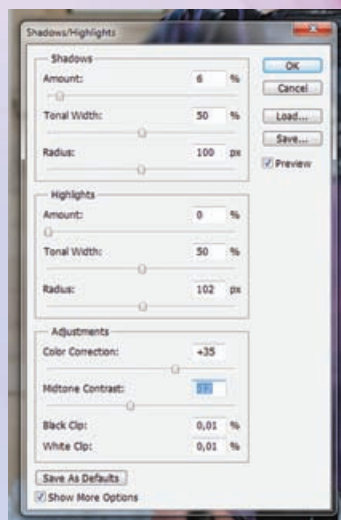 Shadows/Highlights
Shadows
Amount: 6 %
Tonal Width: 50 %
Radius: 100 px
Highlights
Amount: 0 %
Tonal Width: 50 %
Radius: 102 px
Adjustments
Color Correction: +35
Midtone Contrast: -12
Black Clip: 0,01 %
White Clip: 0,01 %
Save As Defaults
Show More Options
OK
Cancel
Load...
Save...
Preview